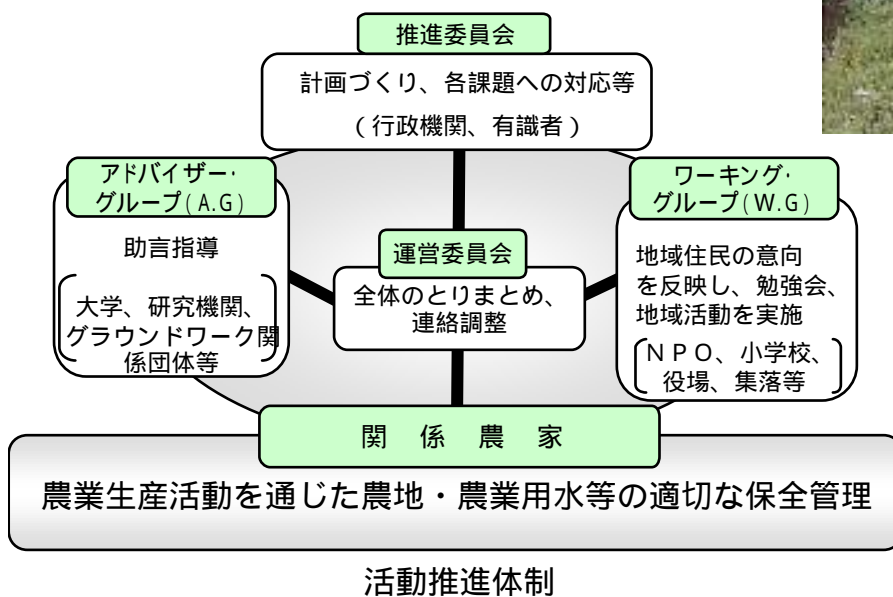 推進委員会
計画づくり、各課題への対応等
（行政機関、有識者）
アドバイザー・
グループ(A.G)
助言指導
大学、研究機関、
グラウンドワーク関
係団体等
運営委員会
全体のとりまとめ、
連絡調整
ワーキング・
グループ(W.G)
地域住民の意向
を反映し、勉強会、
地域活動を実施
ＮＰＯ、小学校、
役場、集落等
関係農家
農業生産活動を通じた農地・農業用水等の適切な保全管理
活動推進体制